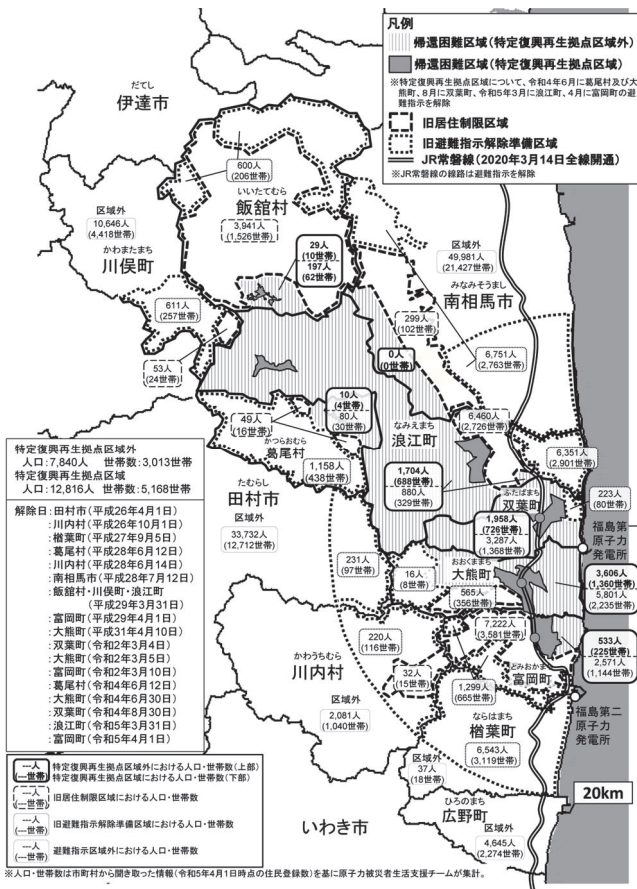 凡例
帰還困難区域(特定復興再生拠点区域外)
帰還困難区域(特定復興再生拠点区域)
※特定復興再生拠点区域について、令和4年6月に葛尾村及び大
熊町、8月に双葉町、令和5年3月に浪江町、4月に富岡町の避
難指示を解除
旧居住制限区域
旧避難指示解除準備区域
JR常磐線(2020年3月14日全線開通)
※JR常磐線の線路は避難指示を解除
だてし
伊達市
600人
(206世帯)
いいたてむら
飯舘村
3,941人
(1,526世帯)
区域外
10,646人
(4,418世帯)
かわまたまち
川俣町
29人
(10世帯)
197人
(62世帯)
区域外
49,981人
(21,427世帯)
みなみそうまし
南相馬市
611人
(257世帯)
299人
(102世帯)
53人
(24世帯)
0人
(0世帯)
6,751人
(2,763世帯)
10人
(4世帯)
80人
(30世帯)
49人
(16世帯)
かつらおむら
葛尾村
なみえまち
浪江町
6,460人
(2,726世帯)
1,158人
(438世帯)
1,704人
(688世帯)
880人
(329世帯)
6,351人
(2,901世帯)
ふたばまち
双葉町
223人
(80世帯)
特定復興再生拠点区域外
人口:7,840人 世帯数:3,013世帯
特定復興再生拠点区域
人口:12,816人 世帯数:5,168世帯
解除日:田村市(平成26年4月1日)
:川内村(平成26年10月1日)
:楢葉町(平成27年9月5日)
:葛尾村(平成28年6月12日)
:川内村(平成28年6月14日)
:南相馬市(平成28年7月12日)
:飯舘村・川俣町・浪江町
(平成29年3月31日)
:富岡町(平成29年4月1日)
:大熊町(平成31年4月10日)
:双葉町(令和2年3月4日)
:大熊町(令和2年3月5日)
:富岡町(令和2年3月10日)
:葛尾村(令和4年6月12日)
:大熊町(令和4年6月30日)
:双葉町(令和4年8月30日)
:浪江町(令和5年3月31日)
:富岡町(令和5年4月1日)
たむらし
田村市
区域外
33,732人
(12,712世帯)
1,958人
(726世帯)
3,287人
(1,368世帯)
福島第一
原子力
発電所
231人
(97世帯)
16人
(8世帯)
おおくままち
大熊町
565人
(356世帯)
3,606人
(1,360世帯)
5,801人
(2,235世帯)
220人
(116世帯)
7,222人
(3,581世帯)
533人
(225世帯)
2,571人
(1,144世帯)
かわうちむら
川内村
32人
(15世帯)
とみおかまち
富岡町
1,299人
(665世帯)
区域外
2,081人
(1,040世帯)
ならはまち
楢葉町
6,543人
(3,119世帯)
福島第二
原子力
発電所
区域外
37人
(18世帯)
20km
ひろのまち
広野町
区域外
4,645人
(2,274世帯)
いわき市
---人
(---世帯)
特定復興再生拠点区域外における人口・世帯数(上部)
特定復興再生拠点区域における人口・世帯数(下部)
---人
(---世帯)
旧居住制限区域における人口・世帯数
---人
(---世帯)
旧避難指示解除準備区域における人口・世帯数
---人
(---世帯)
避難指示区域外における人口・世帯数
※人口・世帯数は市町村から聞き取った情報(令和5年4月1日時点の住民登録数)を基に原子力被災者生活支援チームが集計。